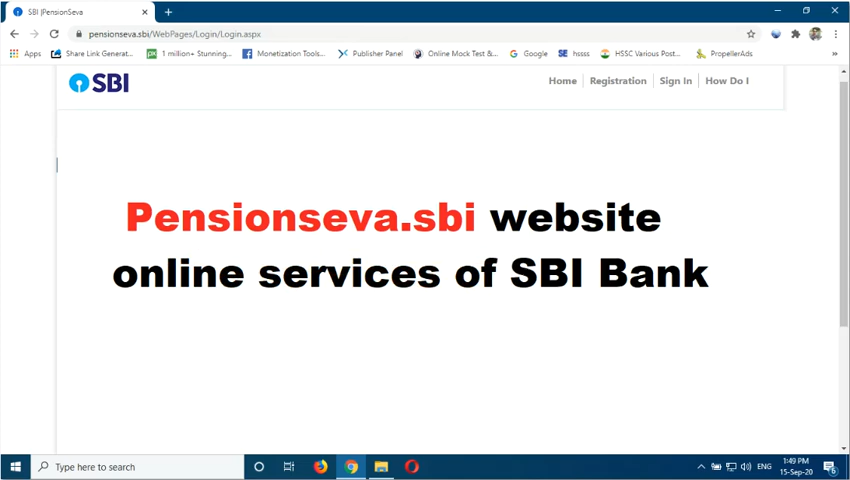 SBI |PensionSeva
pensionseva.sbi/WebPages/Login/Login.aspx
Apps Share Link Generat... 1 million+ Stunning... Monetization Tools... Publisher Panel Online Mock Test &... Google hssss HSSC Various Post... PropellerAds »
SBI Home Registration Sign In How Do I
Pensionseva.sbi website
online services of SBI Bank
Type here to search
ENG
1:49 PM
15-Sep-20